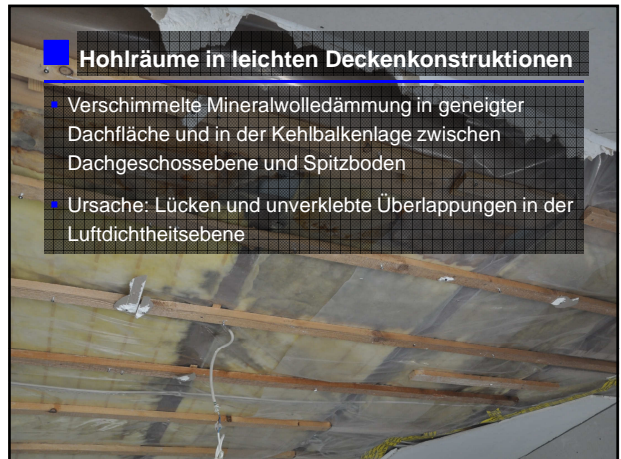 Hohlräume in leichten Deckenkonstruktionen
Verschimmelte Mineralwolledämmung in geneigter
Dachfläche und in der Kehlbalkenlage zwischen
Dachgeschossebene und Spitzboden
Ursache: Lücken und unverklebte Überlappungen in der
Luftdichtheitsebene